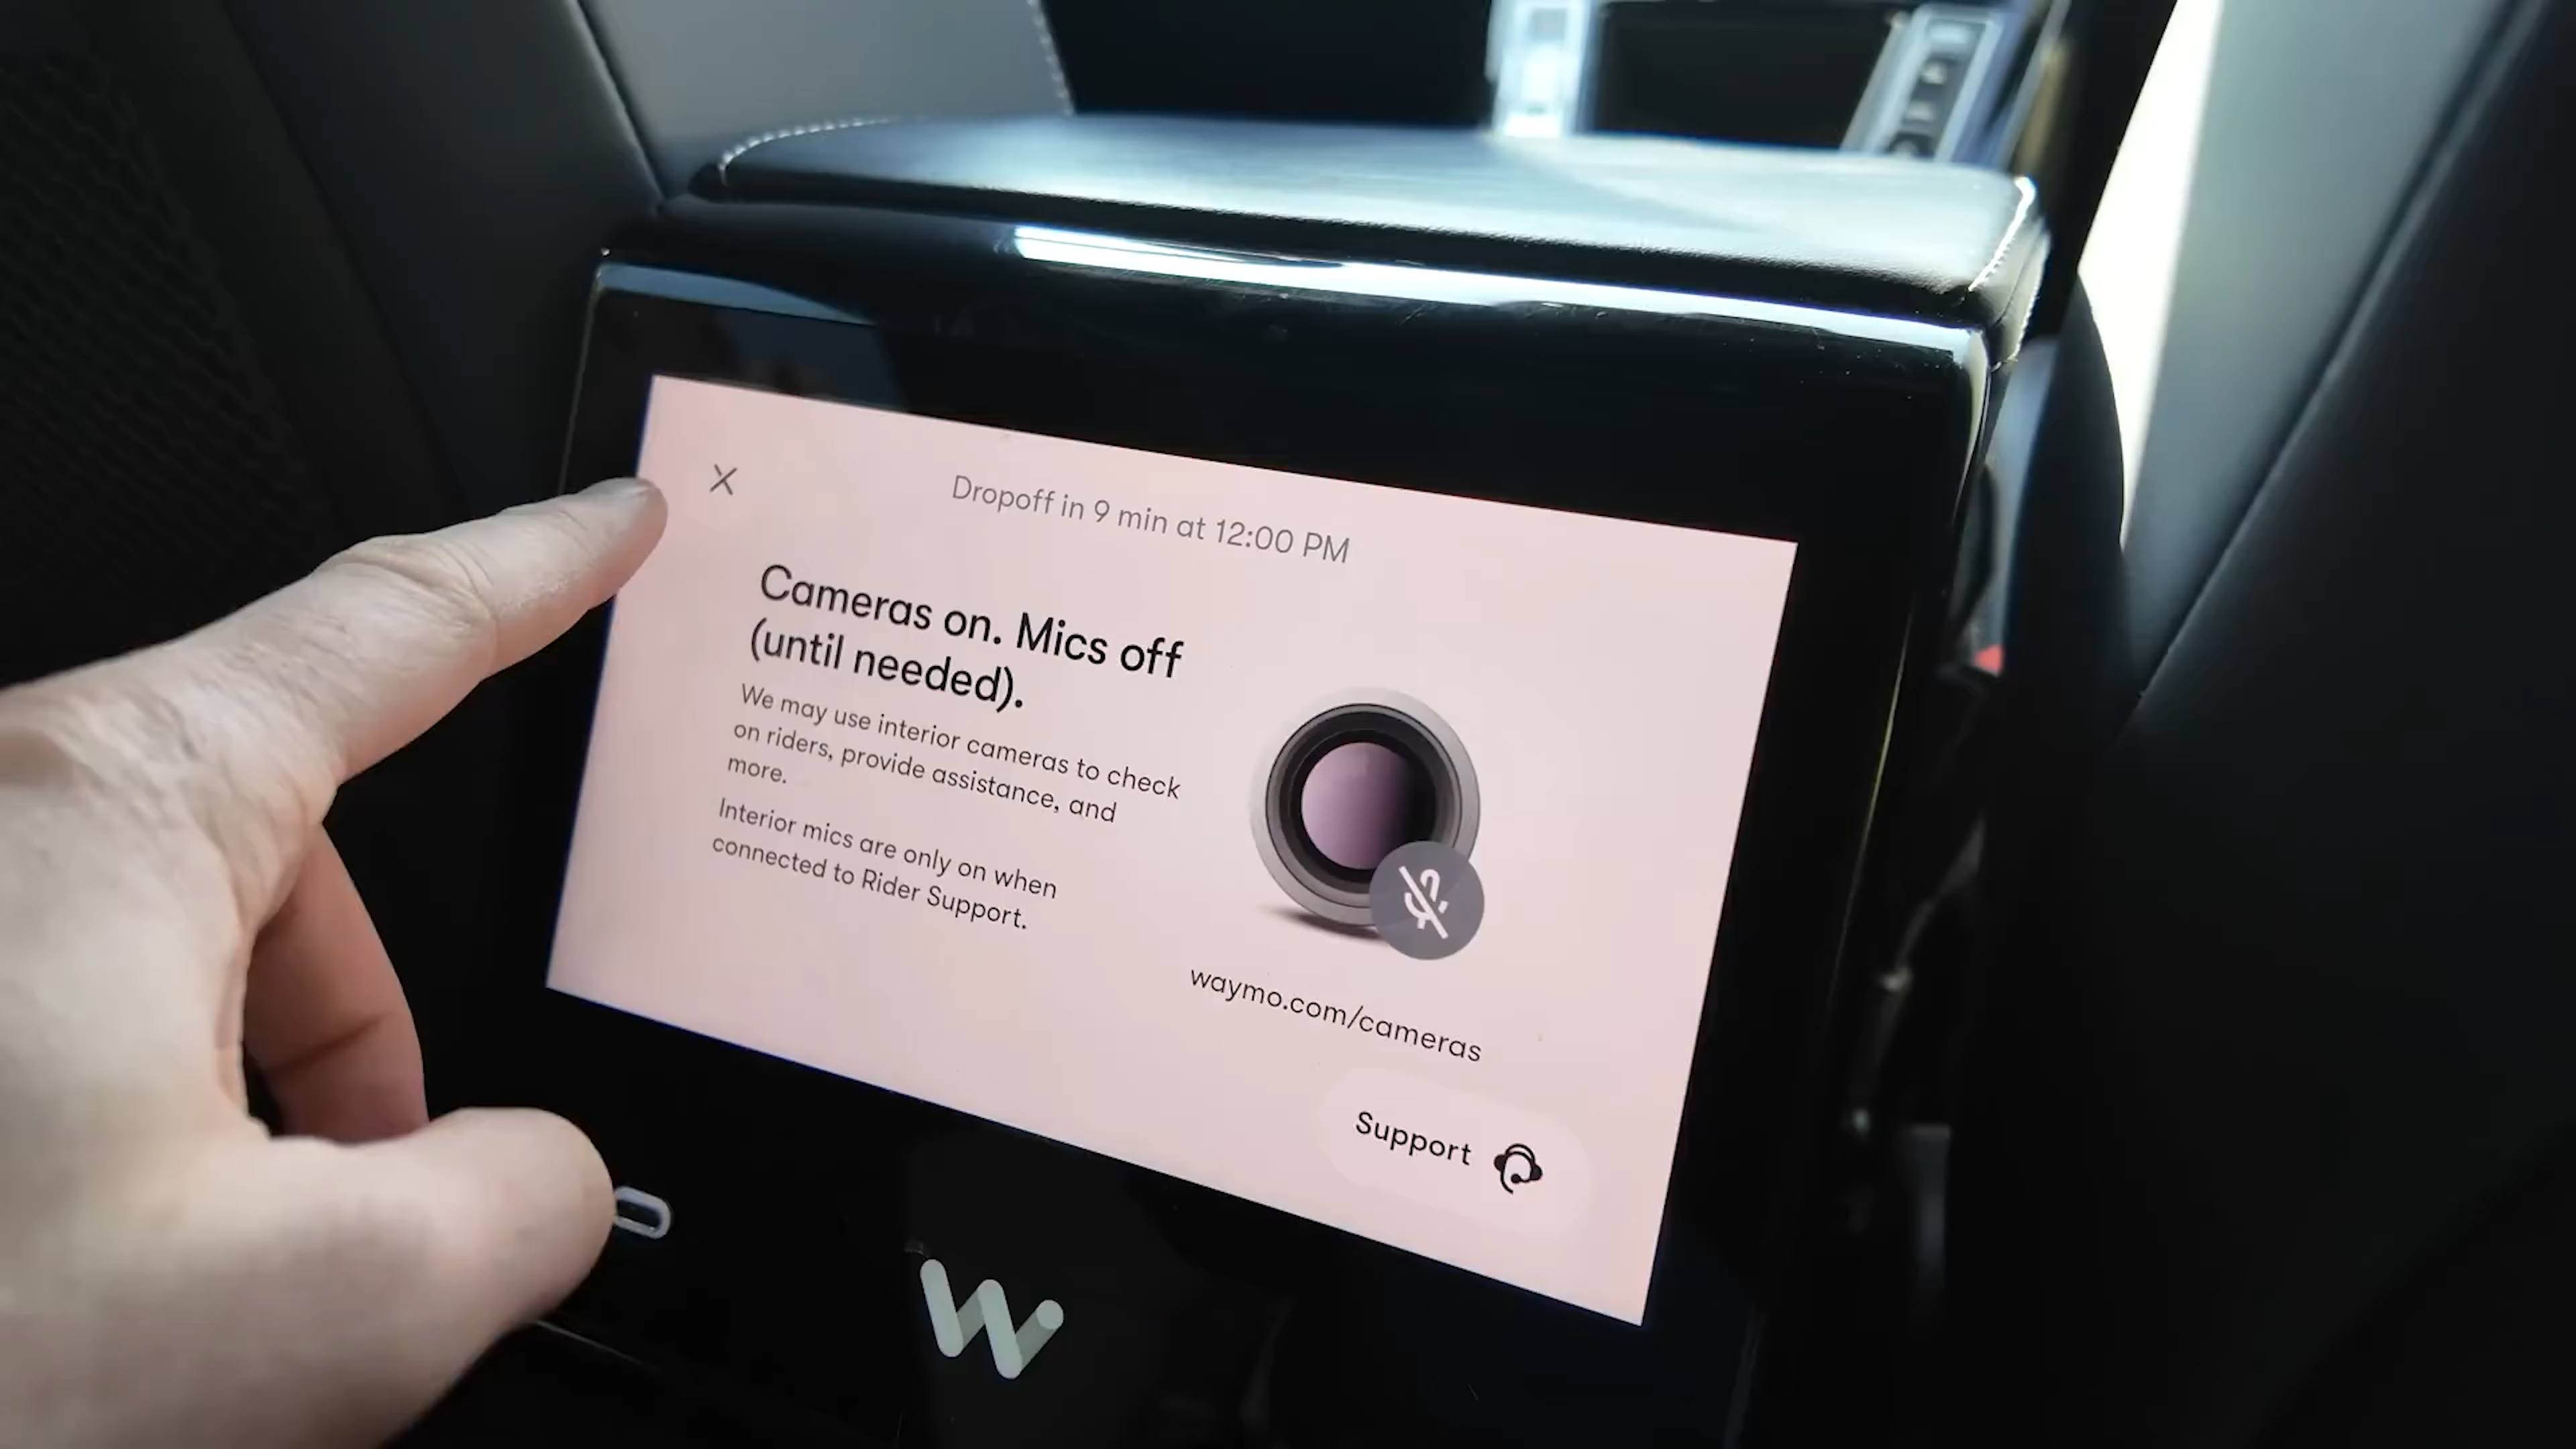 Dropoff in 9 min at 12:00 PM
Cameras on. Mics off
(until needed).
We may use interior cameras to check
on riders, provide assistance, and
more.
Interior mics are only on when
connected to Rider Support.
waymo.com/cameras
Support